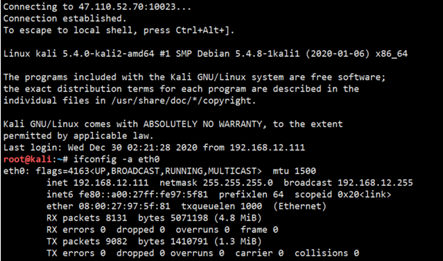 Connecting to 47.110.52.70:10023...
Connection established.
To escape to local shell, press Ctrl+Alt+].
Linux kali 5.4.0-kali2-amd64 #1 SMP Debian 5.4.8-1kali1 (2020-01-06) x86_64
The programs included with the Kali GNU/Linux system are free software;
the exact distribution terms for each program are described in the
individual files in /usr/share/doc/*/copyright.
Kali GNU/Linux comes with ABSOLUTELY NO WARRANTY, to the extent
permitted by applicable law.
Last login: Wed Dec 30 02:21:28 2020 from 192.168.12.111
root@kali:~# ifconfig -a eth0
eth0: flags=4163<UP,BROADCAST,RUNNING,MULTICAST>  mtu 1500
inet 192.168.12.111  netmask 255.255.255.0  broadcast 192.168.12.255
inet6 fe80::a00:27ff:fe97:5f81  prefixlen 64  scopeid 0x20<link>
ether 08:00:27:97:5f:81  txqueuelen 1000  (Ethernet)
RX packets 8131  bytes 5071198 (4.8 MiB)
RX errors 0  dropped 0  overruns 0  frame 0
TX packets 9082  bytes 1410791 (1.3 MiB)
TX errors 0  dropped 0 overruns 0  carrier 0  collisions 0